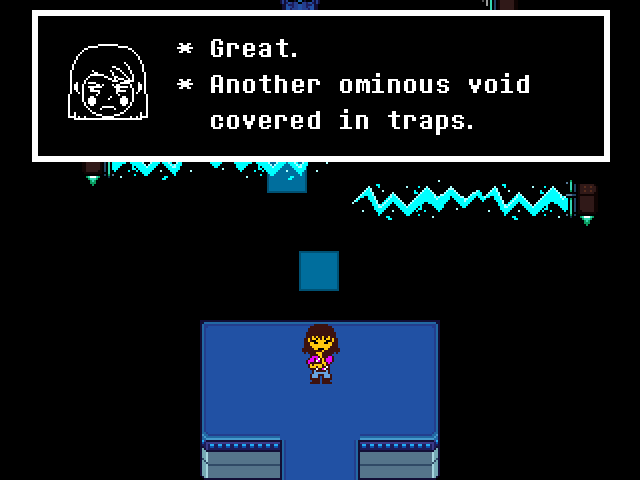 * Great.
* Another ominous void
covered in traps.